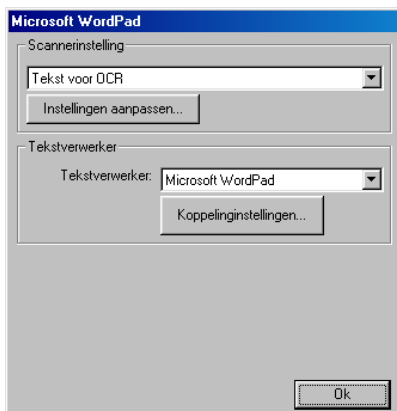 Microsoft WordPad
Scannerinstelling
Tekst voor OCR
Instellingen aanpassen...
Tekstverwerker
Tekstverwerker: Microsoft WordPad
Koppelinginstellingen...
Ok